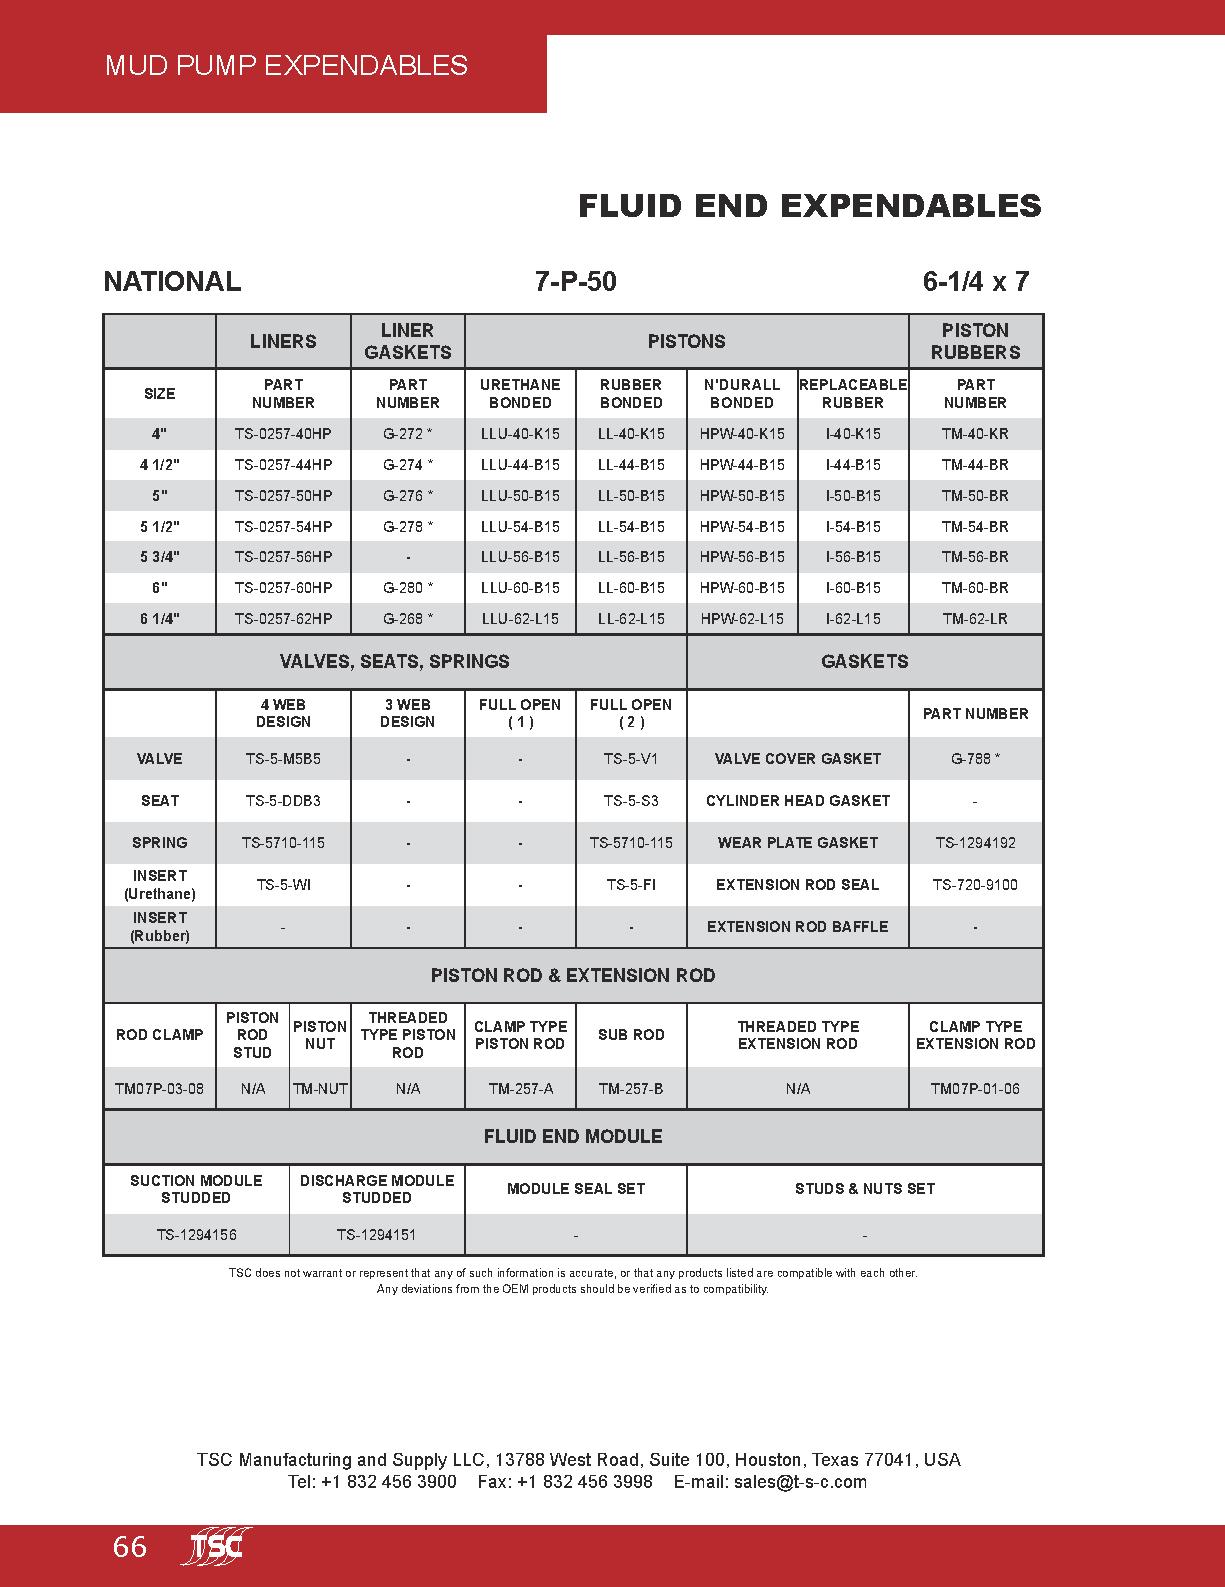 MUD PUMP EXPENDABLES
FLUID END EXPENDABLES
NATIONAL 7-P-50 6-1/4 x 7
LINERS LINER GASKETS PISTONS PISTON RUBBERS
SIZE PART NUMBER PART NUMBER URETHANE BONDED RUBBER BONDED N'DURALL BONDED REPLACEABLE RUBBER PART NUMBER
4" TS-0257-40HP G-272 * LLU-40-K15 LL-40-K15 HPW-40-K15 I-40-K15 TM-40-KR
4 1/2" TS-0257-44HP G-274 * LLU-44-B15 LL-44-B15 HPW-44-B15 I-44-B15 TM-44-BR
5" TS-0257-50HP G-276 * LLU-50-B15 LL-50-B15 HPW-50-B15 I-50-B15 TM-50-BR
5 1/2" TS-0257-54HP G-278 * LLU-54-B15 LL-54-B15 HPW-54-B15 I-54-B15 TM-54-BR
5 3/4" TS-0257-56HP - LLU-56-B15 LL-56-B15 HPW-56-B15 I-56-B15 TM-56-BR
6" TS-0257-60HP G-280 * LLU-60-B15 LL-60-B15 HPW-60-B15 I-60-B15 TM-60-BR
6 1/4" TS-0257-62HP G-268 * LLU-62-L15 LL-62-L15 HPW-62-L15 I-62-L15 TM-62-LR
VALVES, SEATS, SPRINGS GASKETS
4 WEB DESIGN 3 WEB DESIGN FULL OPEN ( 1 ) FULL OPEN ( 2 ) PART NUMBER
VALVE TS-5-M5B5 - - TS-5-V1 VALVE COVER GASKET G-788 *
SEAT TS-5-DDB3 - - TS-5-S3 CYLINDER HEAD GASKET -
SPRING TS-5710-115 - - TS-5710-115 WEAR PLATE GASKET TS-1294192
INSERT (Urethane) TS-5-WI - - TS-5-FI EXTENSION ROD SEAL TS-720-9100
INSERT (Rubber) - - - - EXTENSION ROD BAFFLE -
PISTON ROD & EXTENSION ROD
ROD CLAMP PISTON ROD STUD PISTON NUT THREADED TYPE PISTON ROD CLAMP TYPE PISTON ROD SUB ROD THREADED TYPE EXTENSION ROD CLAMP TYPE EXTENSION ROD
TM07P-03-08 N/A TM-NUT N/A TM-257-A TM-257-B N/A TM07P-01-06
FLUID END MODULE
SUCTION MODULE STUDDED DISCHARGE MODULE STUDDED MODULE SEAL SET STUDS & NUTS SET
TS-1294156 TS-1294151 - -
TSC does not warrant or represent that any of such information is accurate, or that any products listed are compatible with each other.
Any deviations from the OEM products should be verified as to compatibility.
TSC Manufacturing and Supply LLC, 13788 West Road, Suite 100, Houston, Texas 77041, USA
Tel: +1 832 456 3900 Fax: +1 832 456 3998 E-mail: sales@t-s-c.com
66 TSC